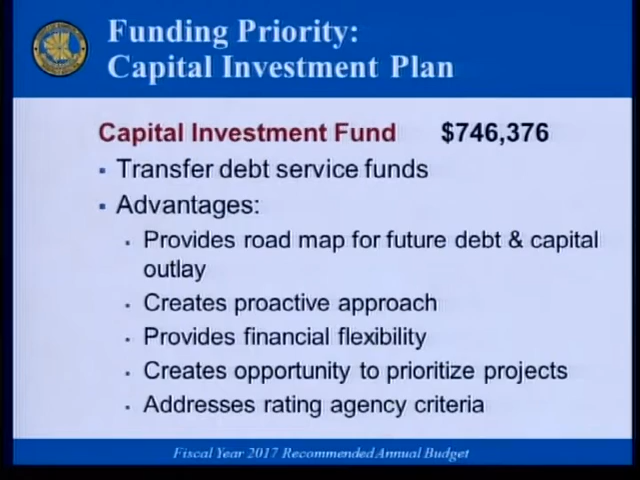 Funding Priority:
Capital Investment Plan
Capital Investment Fund $746,376
▪ Transfer debt service funds
▪ Advantages:
▪ Provides road map for future debt & capital
outlay
▪ Creates proactive approach
▪ Provides financial flexibility
▪ Creates opportunity to prioritize projects
▪ Addresses rating agency criteria
Fiscal Year 2017 Recommended Annual Budget